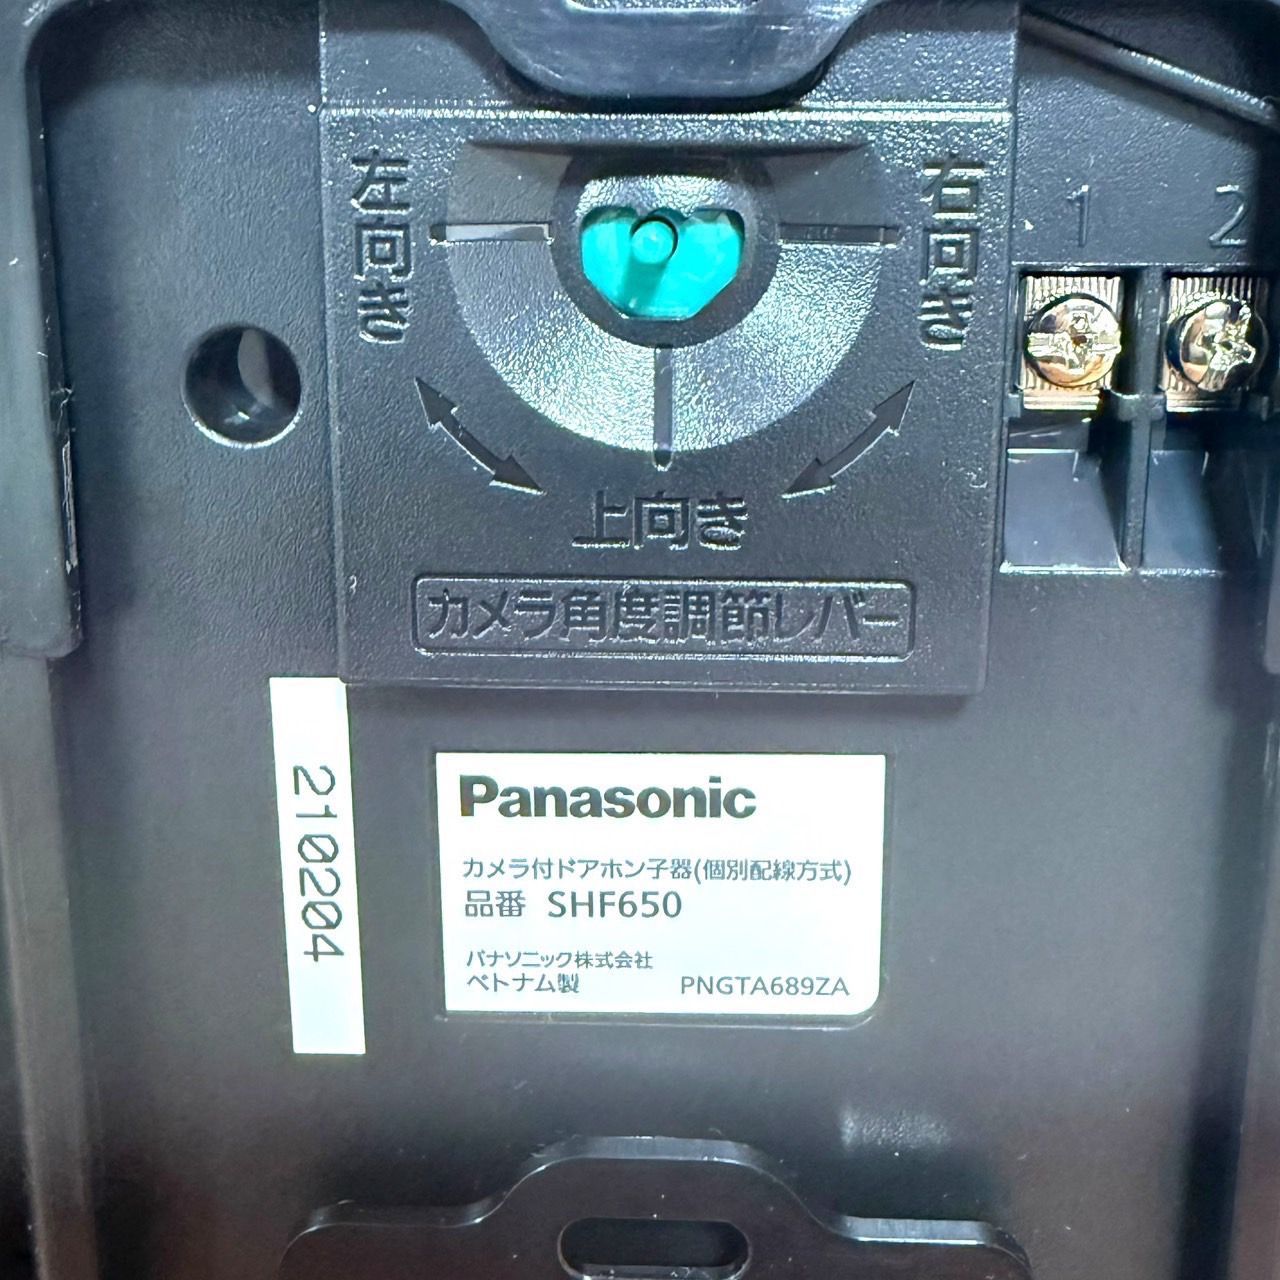 左向き
右向き
1
2
上向き
カメラ角度調節レバー
210204
Panasonic
カメラ付ドアホン子器(個別配線方式)
品番 SHF650
パナソニック株式会社
ベトナム製 PNGTA689ZA